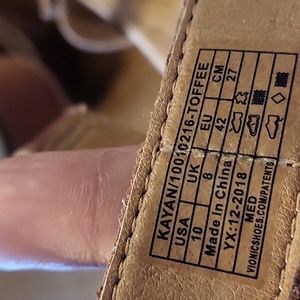 KAYAN/10010216-TOFFEE
USA UK EU CM
10 8 42 27
Made in China
YX: 12-2018
MED
VIONICSHOES.COM/PATENTS